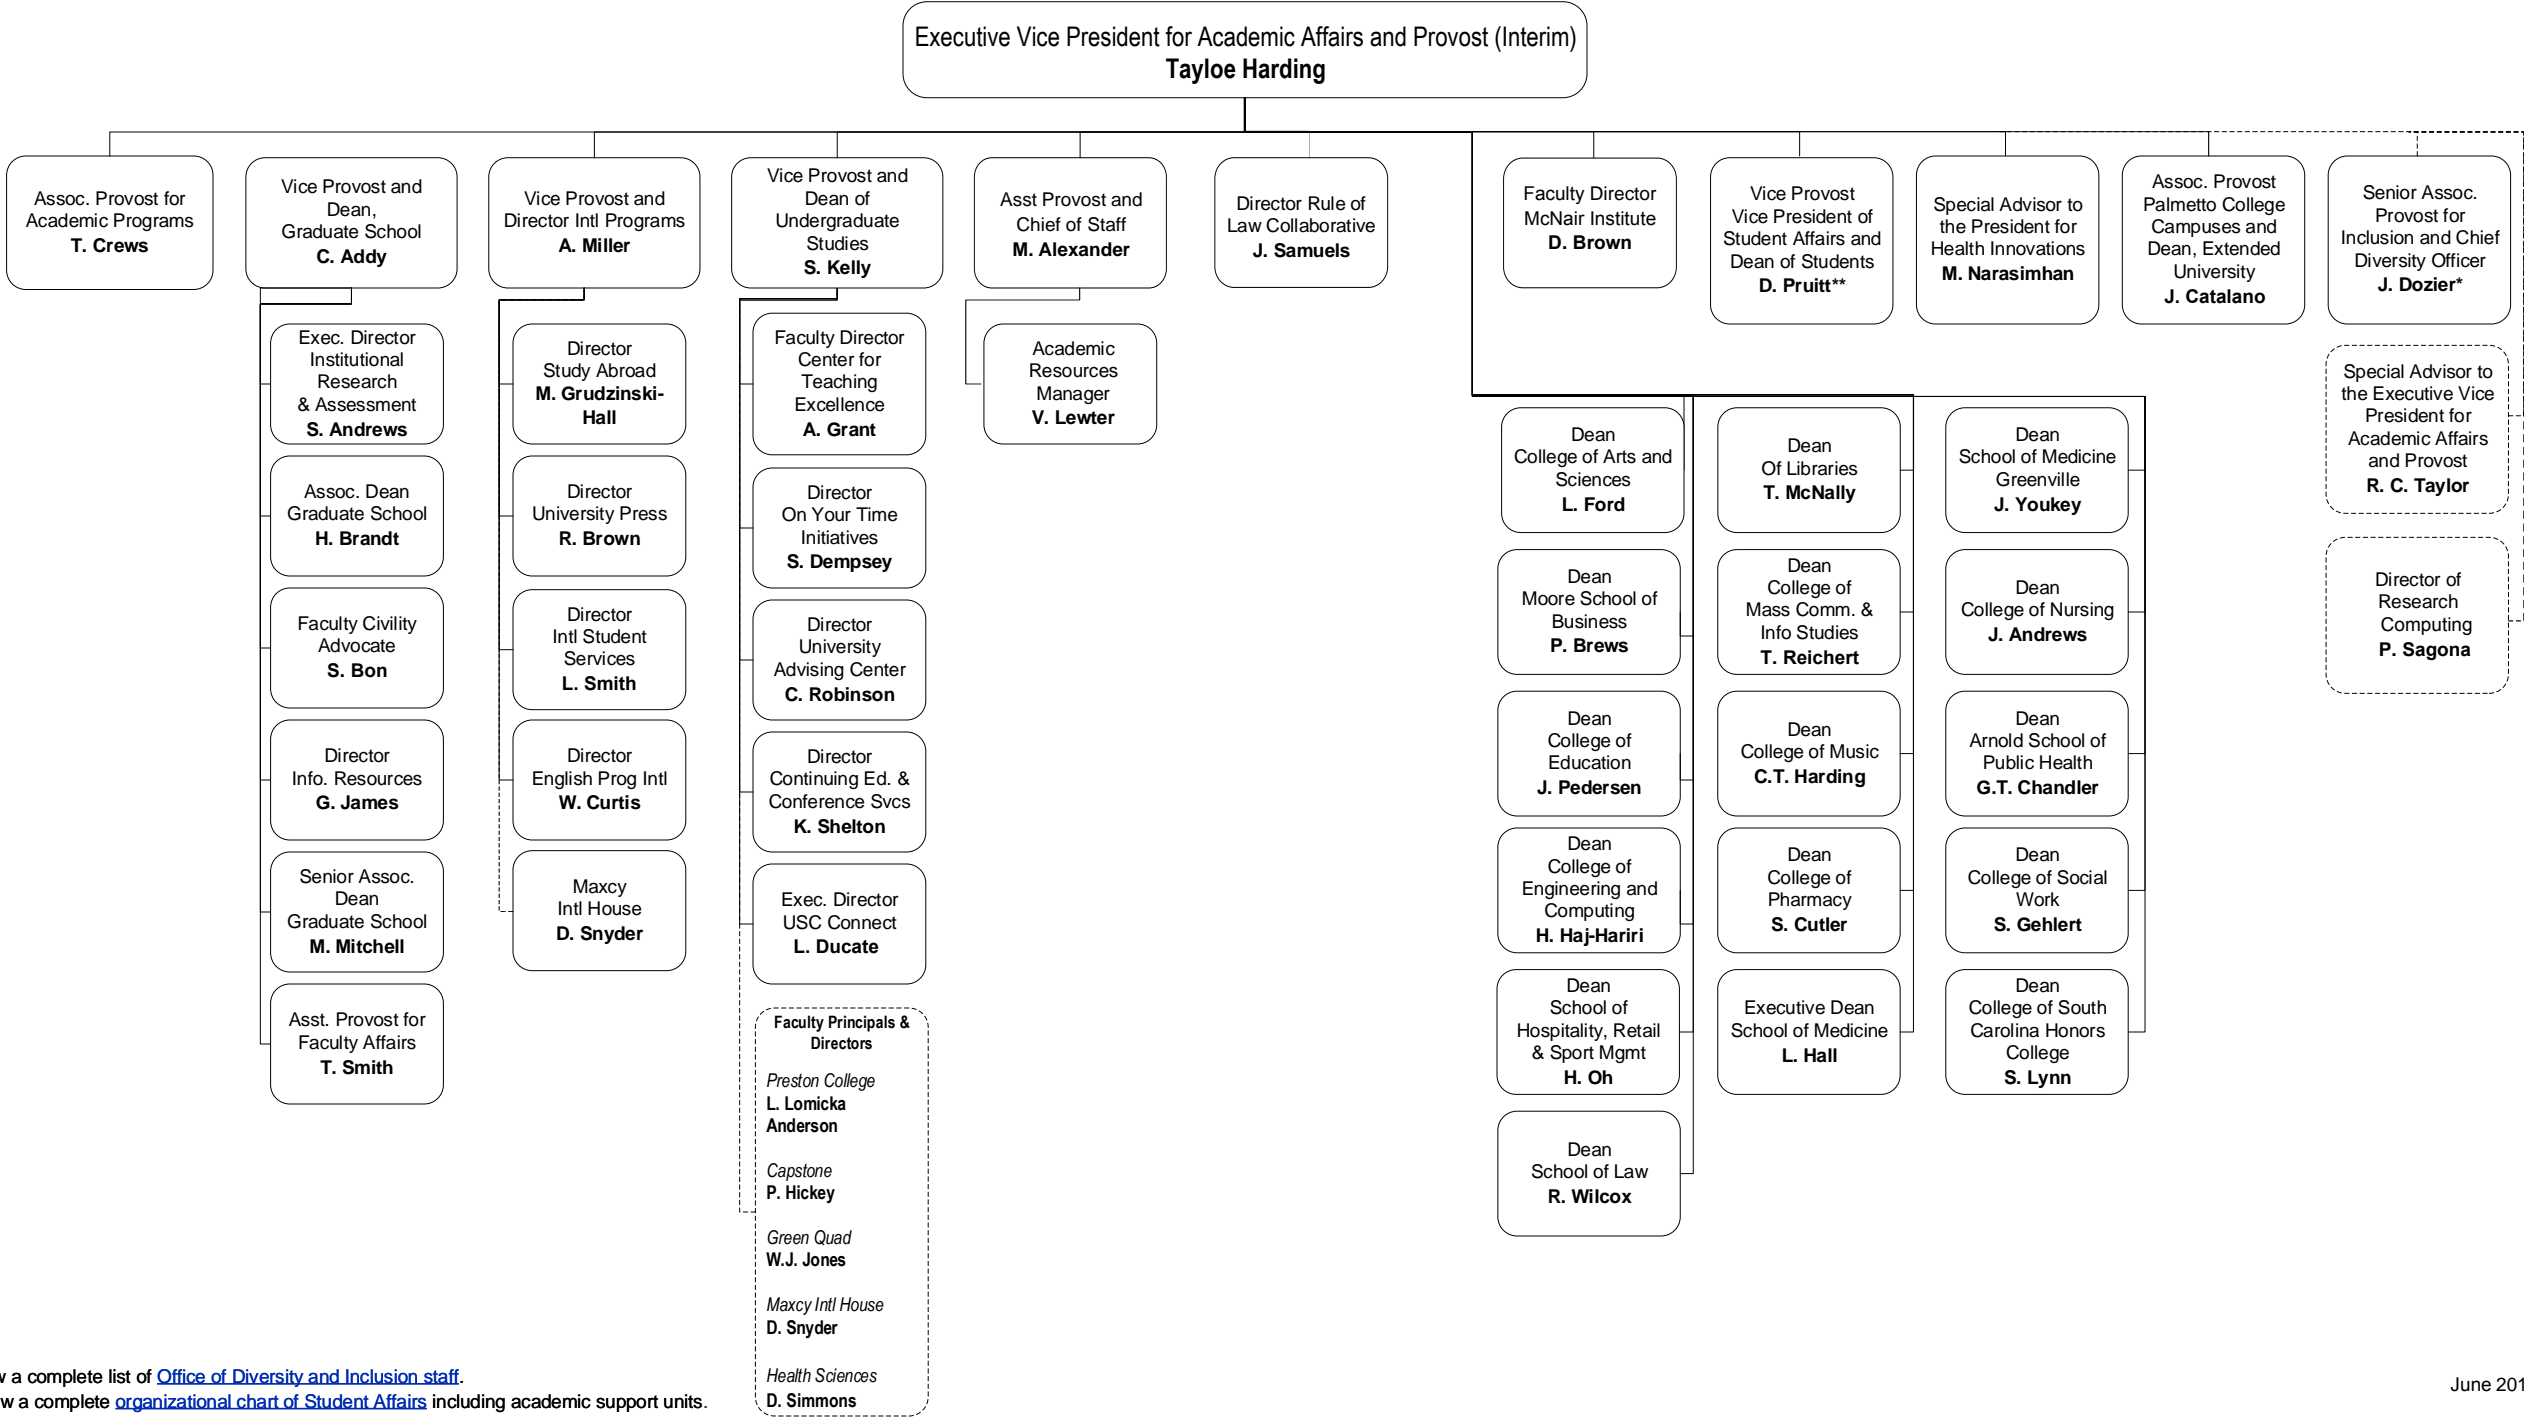 Executive Vice President for Academic Affairs and Provost (Interim)
Tayloe Harding
Assoc. Provost for
Academic Programs
T. Crews
Vice Provost and
Dean,
Graduate School
C. Addy
Vice Provost and
Director Intl Programs
A. Miller
Vice Provost and
Dean of
Undergraduate
Studies
S. Kelly
Asst Provost and
Chief of Staff
M. Alexander
Director Rule of
Law Collaborative
J. Samuels
Faculty Director
McNair Institute
D. Brown
Vice Provost
Vice President of
Student Affairs and
Dean of Students
D. Pruitt**
Special Advisor to
the President for
Health Innovations
M. Narasimhan
Assoc. Provost
Palmetto College
Campuses and
Dean, Extended
University
J. Catalano
Senior Assoc.
Provost for
Inclusion and Chief
Diversity Officer
J. Dozier*
Exec. Director
Institutional
Research
& Assessment
S. Andrews
Assoc. Dean
Graduate School
H. Brandt
Faculty Civility
Advocate
S. Bon
Director
Info. Resources
G. James
Senior Assoc.
Dean
Graduate School
M. Mitchell
Asst. Provost for
Faculty Affairs
T. Smith
Director
Study Abroad
M. Grudzinski-
Hall
Director
University Press
R. Brown
Director
Intl Student
Services
L. Smith
Director
English Prog Intl
W. Curtis
Maxcy
Intl House
D. Snyder
Faculty Director
Center for
Teaching
Excellence
A. Grant
Director
On Your Time
Initiatives
S. Dempsey
Director
University
Advising Center
C. Robinson
Director
Continuing Ed. &
Conference Svcs
K. Shelton
Exec. Director
USC Connect
L. Ducate
Faculty Principals &
Directors
Preston College
L. Lomicka
Anderson
Capstone
P. Hickey
Green Quad
W.J. Jones
Maxcy Intl House
D. Snyder
Health Sciences
D. Simmons
Academic
Resources
Manager
V. Lewter
Dean
College of Arts and
Sciences
L. Ford
Dean
Moore School of
Business
P. Brews
Dean
College of
Education
J. Pedersen
Dean
College of
Engineering and
Computing
H. Haj-Hariri
Dean
School of
Hospitality, Retail
& Sport Mgmt
H. Oh
Dean
School of Law
R. Wilcox
Dean
Of Libraries
T. McNally
Dean
College of
Mass Comm. &
Info Studies
T. Reichert
Dean
College of Music
C.T. Harding
Dean
College of
Pharmacy
S. Cutler
Executive Dean
School of Medicine
L. Hall
Dean
School of Medicine
Greenville
J. Youkey
Dean
College of Nursing
J. Andrews
Dean
Arnold School of
Public Health
G.T. Chandler
Dean
College of Social
Work
S. Gehlert
Dean
College of South
Carolina Honors
College
S. Lynn
Special Advisor to
the Executive Vice
President for
Academic Affairs
and Provost
R. C. Taylor
Director of
Research
Computing
P. Sagona
a complete list of Office of Diversity and Inclusion staff.
a complete organizational chart of Student Affairs including academic support units.
June 201